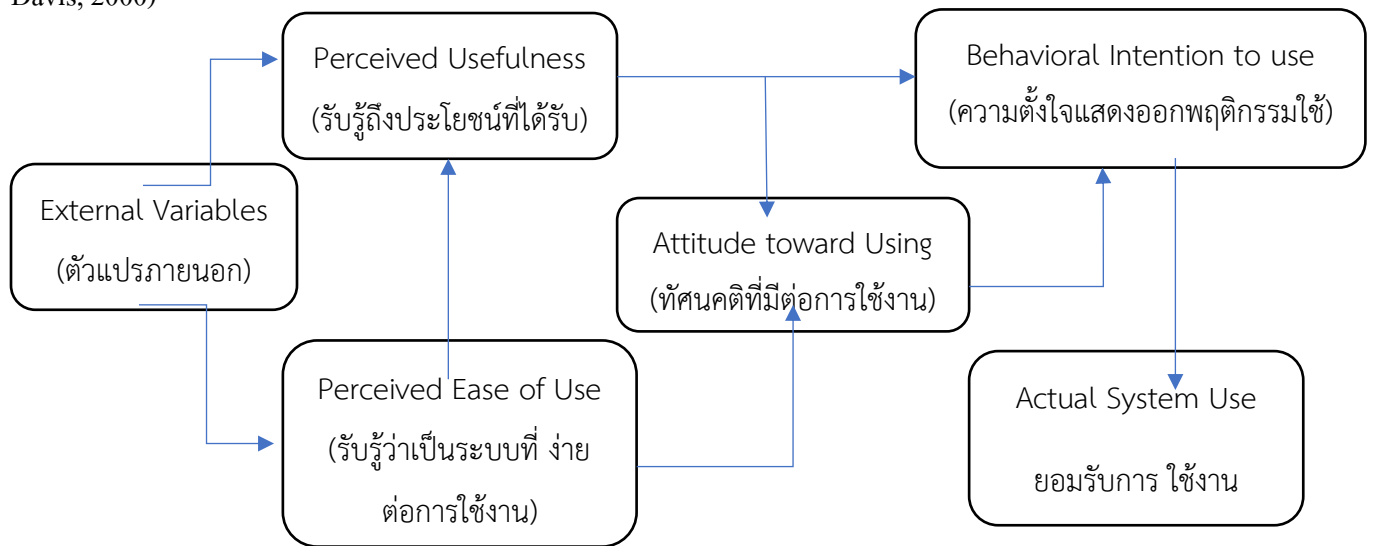 Davis, 2000)
Perceived Usefulness
(รับรู้ถึงประโยชน์ที่ได้รับ)
Behavioral Intention to use
(ความตั้งใจแสดงออกพฤติกรรมใช้)
External Variables
(ตัวแปรภายนอก)
Attitude toward Using
(ทัศนคติที่มีต่อการใช้งาน)
Perceived Ease of Use
(รับรู้ว่าเป็นระบบที่ ง่าย
ต่อการใช้งาน)
Actual System Use
ยอมรับการ ใช้งาน